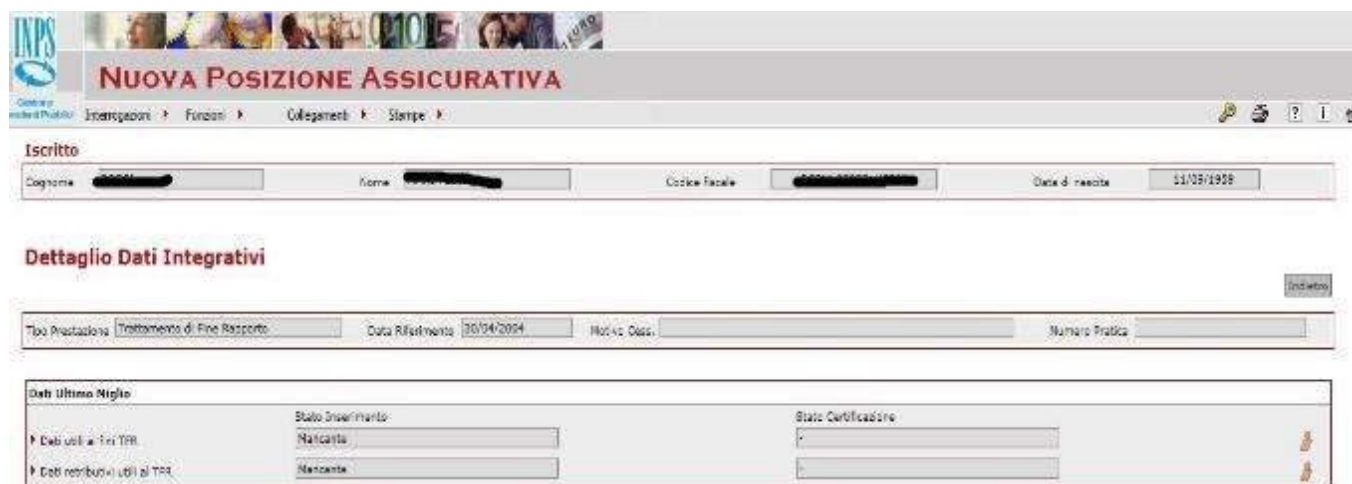 INPS
NUOVA POSIZIONE ASSICURATIVA
Gestione Dipendenti Pubblici
Interrogazioni Funzioni Collegamenti Stampe ? i
Iscritto
Cognome Nome Codice Fiscale Data di nascita 11/09/1959
Dettaglio Dati Integrativi
Indietro
Tipo Prestazione Trattamento di Fine Rapporto Data Riferimento 30/04/2004 Motivo Cess. Numero Pratica
Dati Ultimo Miglio
Stato Inserimento Stato Certificazione
Dati utili ai fini TFR Mancante -
Dati retributivi utili al TFR Mancante -